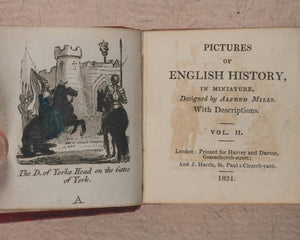 The D. of Yorks Head on the Gates
of York.
A
PICTURES
OF
ENGLISH HISTORY,
IN MINIATURE,
Designed by ALFRED MILLS.
With Descriptions.
VOL. II.
London: Printed for Harvey and Darton,
Gracechurch-street;
And J. Harris, St. Paul's Church-yard.
1824.